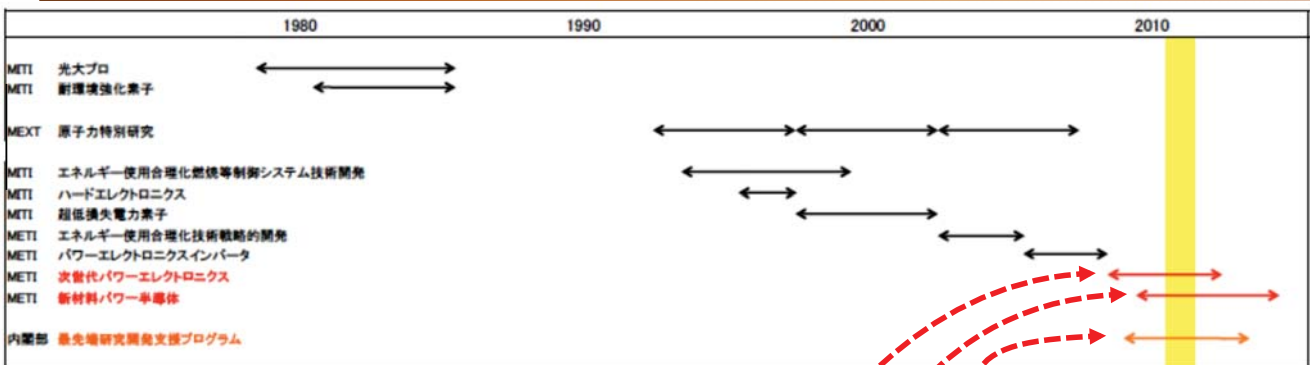 1980 1990 2000 2010
MITI 光大プロ
MITI 耐環境強化素子
MEXT 原子力特別研究
MITI エネルギー使用合理化燃焼等制御システム技術開発
MITI ハードエレクトロニクス
MITI 超低損失電力素子
METI エネルギー使用合理化技術戦略的開発
METI パワーエレクトロニクスインバータ
METI 次世代パワーエレクトロニクス
METI 新材料パワー半導体
内閣部 最先端研究開発支援プログラム